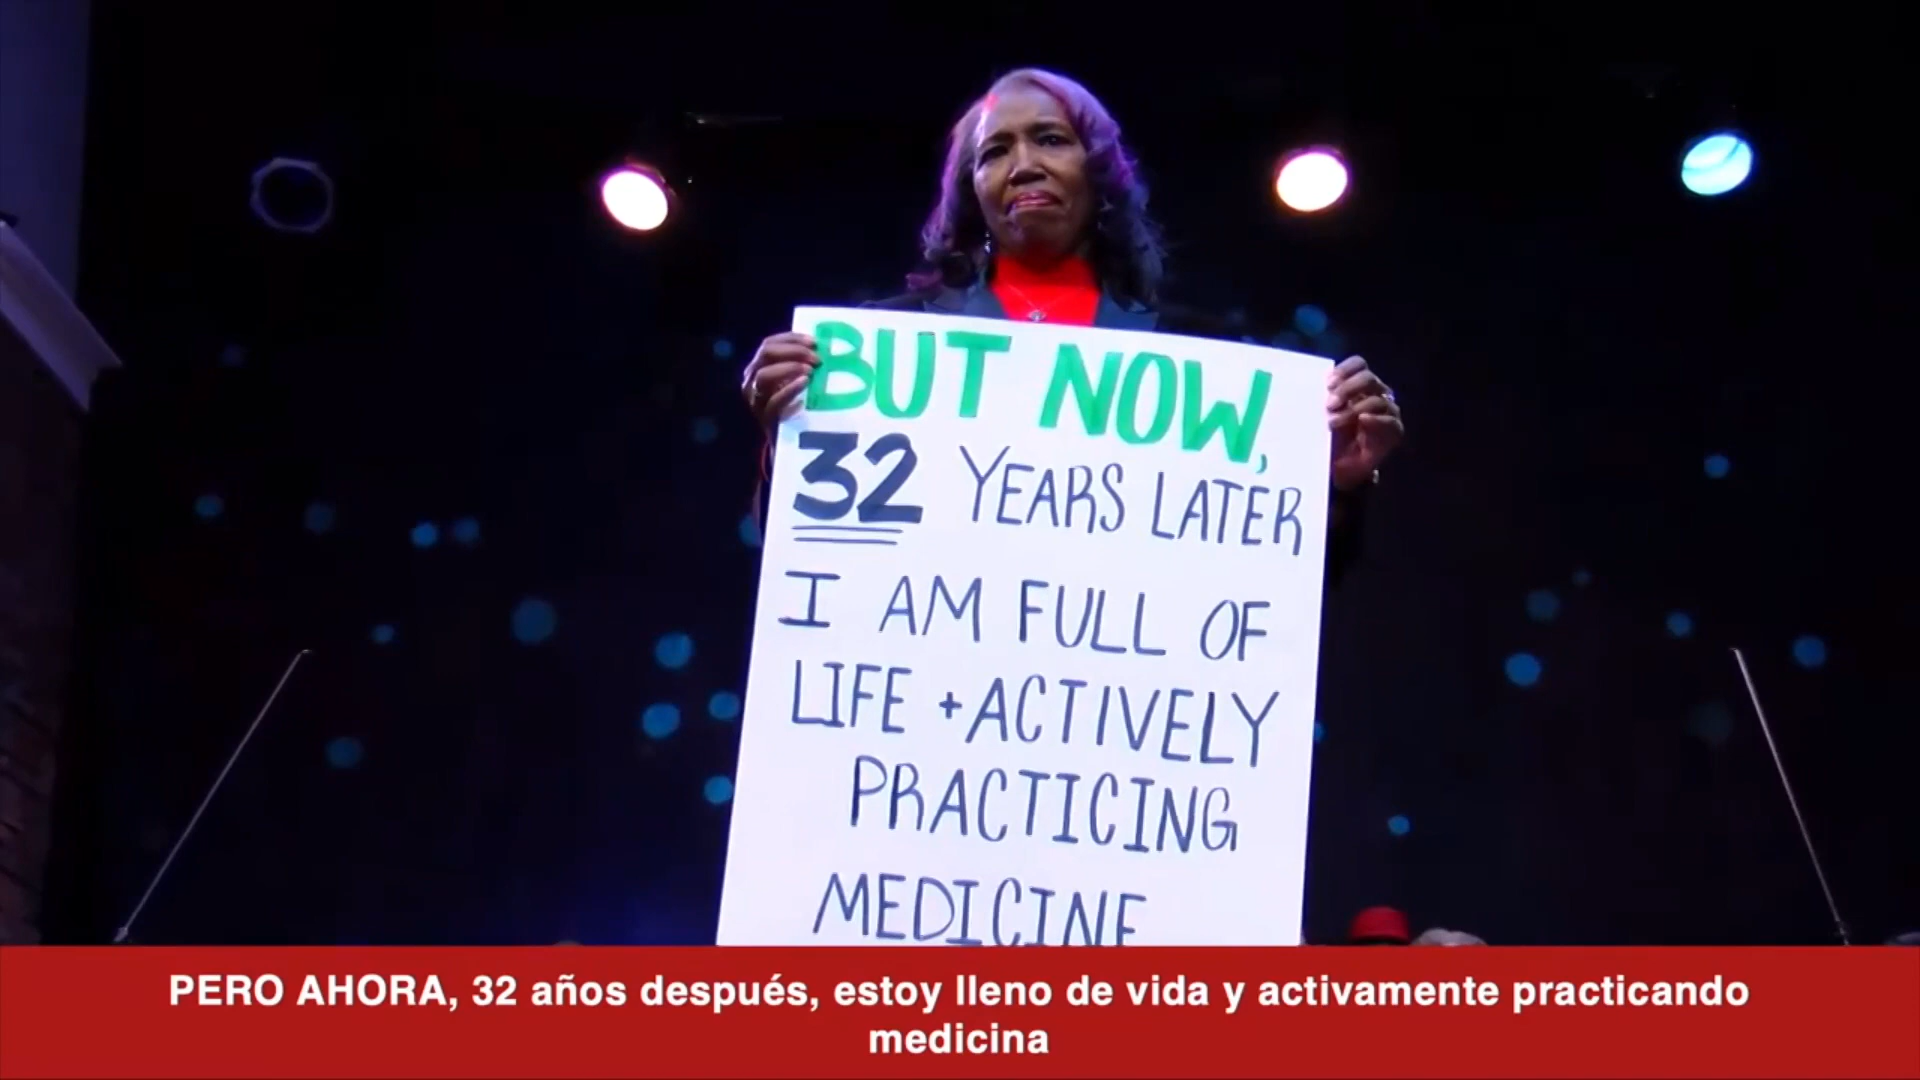 BUT NOW,
32 YEARS LATER
I AM FULL OF
LIFE + ACTIVELY
PRACTICING
MEDICINE
PERO AHORA, 32 años después, estoy lleno de vida y activamente practicando
medicina